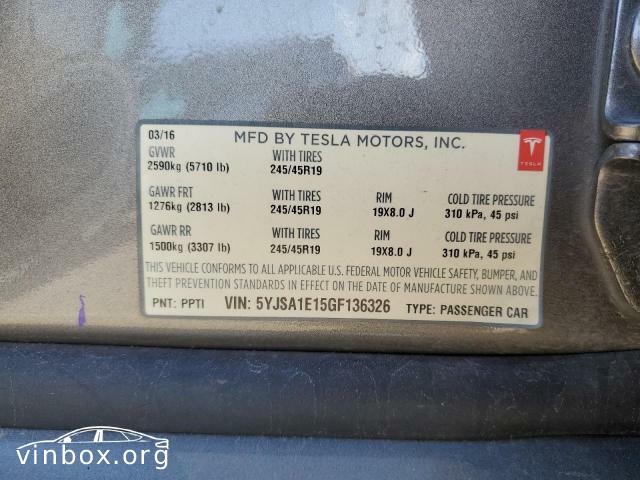 03/16 MFD BY TESLA MOTORS, INC.
TESLA
GVWR WITH TIRES
2590kg (5710 lb) 245/45R19
GAWR FRT WITH TIRES RIM COLD TIRE PRESSURE
1276kg (2813 lb) 245/45R19 19X8.0 J 310 kPa, 45 psi
GAWR RR WITH TIRES RIM COLD TIRE PRESSURE
1500kg (3307 lb) 245/45R19 19X8.0 J 310 kPa, 45 psi
THIS VEHICLE CONFORMS TO ALL APPLICABLE U.S. FEDERAL MOTOR VEHICLE SAFETY, BUMPER, AND
THEFT PREVENTION STANDARDS IN EFFECT ON THE DATE OF MANUFACTURE SHOWN ABOVE.
PNT: PPTI VIN: 5YJSA1E15GF136326 TYPE: PASSENGER CAR
vinbox.org